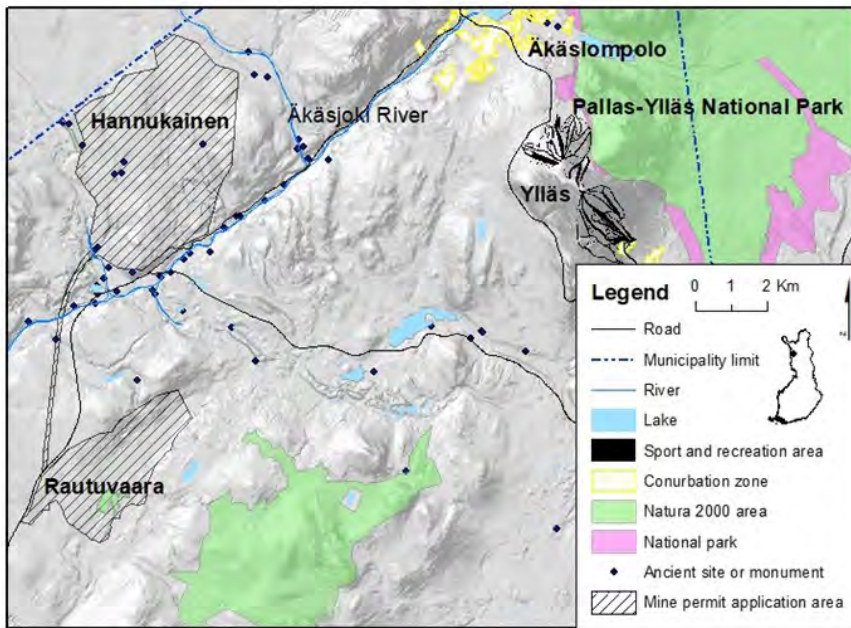 Äkäslompolo
Hannukainen
Äkäsjoki River
Pallas-Ylläs National Park
Ylläs
Rautuvaara
Legend
0 1 2 Km
N
Road
Municipality limit
River
Lake
Sport and recreation area
Conurbation zone
Natura 2000 area
National park
Ancient site or monument
Mine permit application area